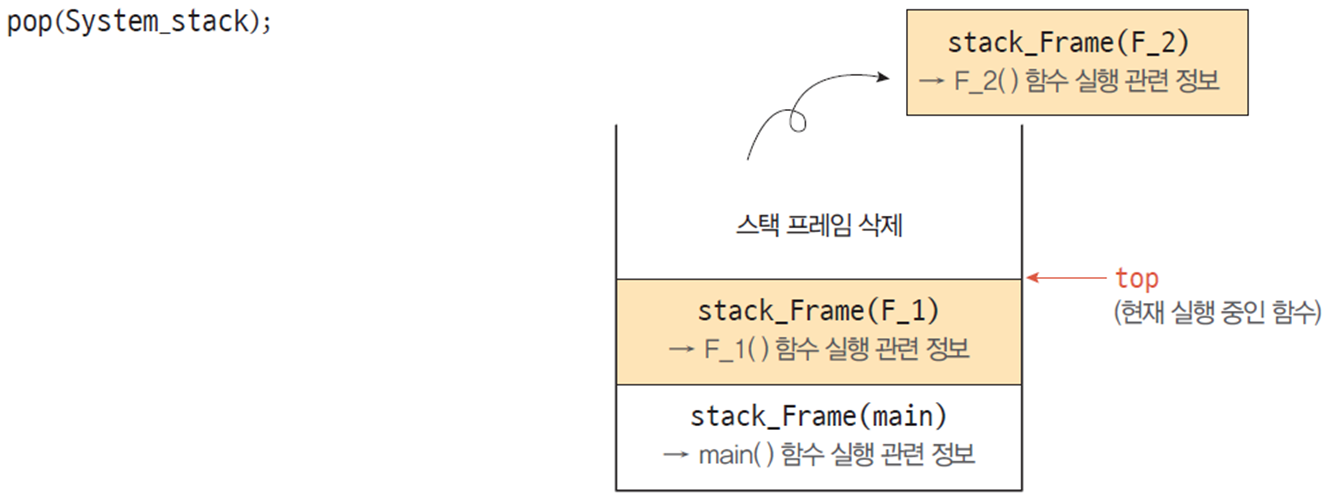 pop(System_stack);
stack_Frame(F_2)
→ F_2( ) 함수 실행 관련 정보
스택 프레임 삭제
top
(현재 실행 중인 함수)
stack_Frame(F_1)
→ F_1( ) 함수 실행 관련 정보
stack_Frame(main)
→ main( ) 함수 실행 관련 정보